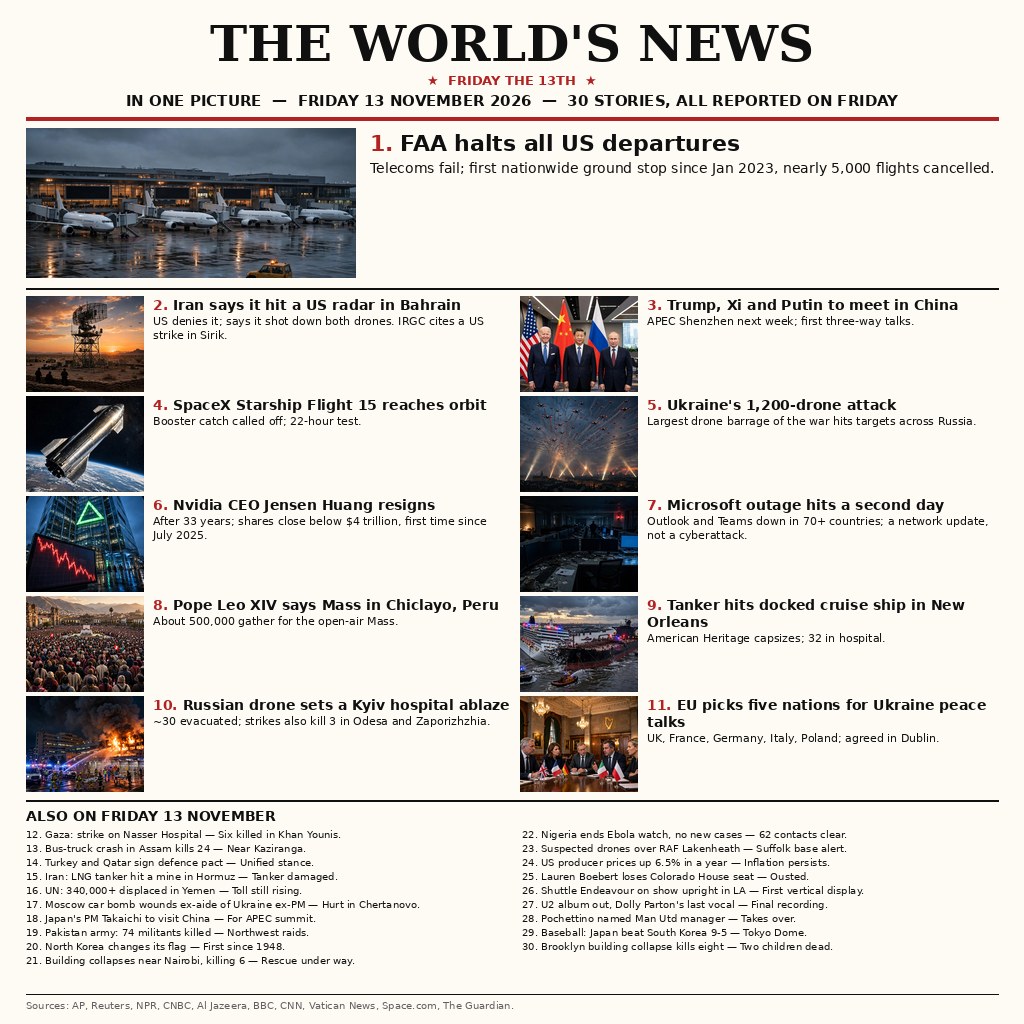 THE WORLD'S NEWS
★ FRIDAY THE 13TH ★
IN ONE PICTURE — FRIDAY 13 NOVEMBER 2026 — 30 STORIES, ALL REPORTED ON FRIDAY
1. FAA halts all US departures
Telecoms fail; first nationwide ground stop since Jan 2023, nearly 5,000 flights cancelled.
2. Iran says it hit a US radar in Bahrain
US denies it; says it shot down both drones. IRGC cites a US
strike in Sirik.
3. Trump, Xi and Putin to meet in China
APEC Shenzhen next week; first three-way talks.
4. SpaceX Starship Flight 15 reaches orbit
Booster catch called off; 22-hour test.
5. Ukraine's 1,200-drone attack
Largest drone barrage of the war hits targets across Russia.
6. Nvidia CEO Jensen Huang resigns
After 33 years; shares close below $4 trillion, first time since
July 2025.
7. Microsoft outage hits a second day
Outlook and Teams down in 70+ countries; a network update,
not a cyberattack.
8. Pope Leo XIV says Mass in Chiclayo, Peru
About 500,000 gather for the open-air Mass.
9. Tanker hits docked cruise ship in New
Orleans
American Heritage capsizes; 32 in hospital.
10. Russian drone sets a Kyiv hospital ablaze
~30 evacuated; strikes also kill 3 in Odesa and Zaporizhzhia.
11. EU picks five nations for Ukraine peace
talks
UK, France, Germany, Italy, Poland; agreed in Dublin.
ALSO ON FRIDAY 13 NOVEMBER
12. Gaza: strike on Nasser Hospital — Six killed in Khan Younis.
13. Bus-truck crash in Assam kills 24 — Near Kaziranga.
14. Turkey and Qatar sign defence pact — Unified stance.
15. Iran: LNG tanker hit a mine in Hormuz — Tanker damaged.
16. UN: 340,000+ displaced in Yemen — Toll still rising.
17. Moscow car bomb wounds ex-aide of Ukraine ex-PM — Hurt in Chertanovo.
18. Japan's PM Takaichi to visit China — For APEC summit.
19. Pakistan army: 74 militants killed — Northwest raids.
20. North Korea changes its flag — First since 1948.
21. Building collapses near Nairobi, killing 6 — Rescue under way.
22. Nigeria ends Ebola watch, no new cases — 62 contacts clear.
23. Suspected drones over RAF Lakenheath — Suffolk base alert.
24. US producer prices up 6.5% in a year — Inflation persists.
25. Lauren Boebert loses Colorado House seat — Ousted.
26. Shuttle Endeavour on show upright in LA — First vertical display.
27. U2 album out, Dolly Parton's last vocal — Final recording.
28. Pochettino named Man Utd manager — Takes over.
29. Baseball: Japan beat South Korea 9-5 — Tokyo Dome.
30. Brooklyn building collapse kills eight — Two children dead.
Sources: AP, Reuters, NPR, CNBC, Al Jazeera, BBC, CNN, Vatican News, Space.com, The Guardian.